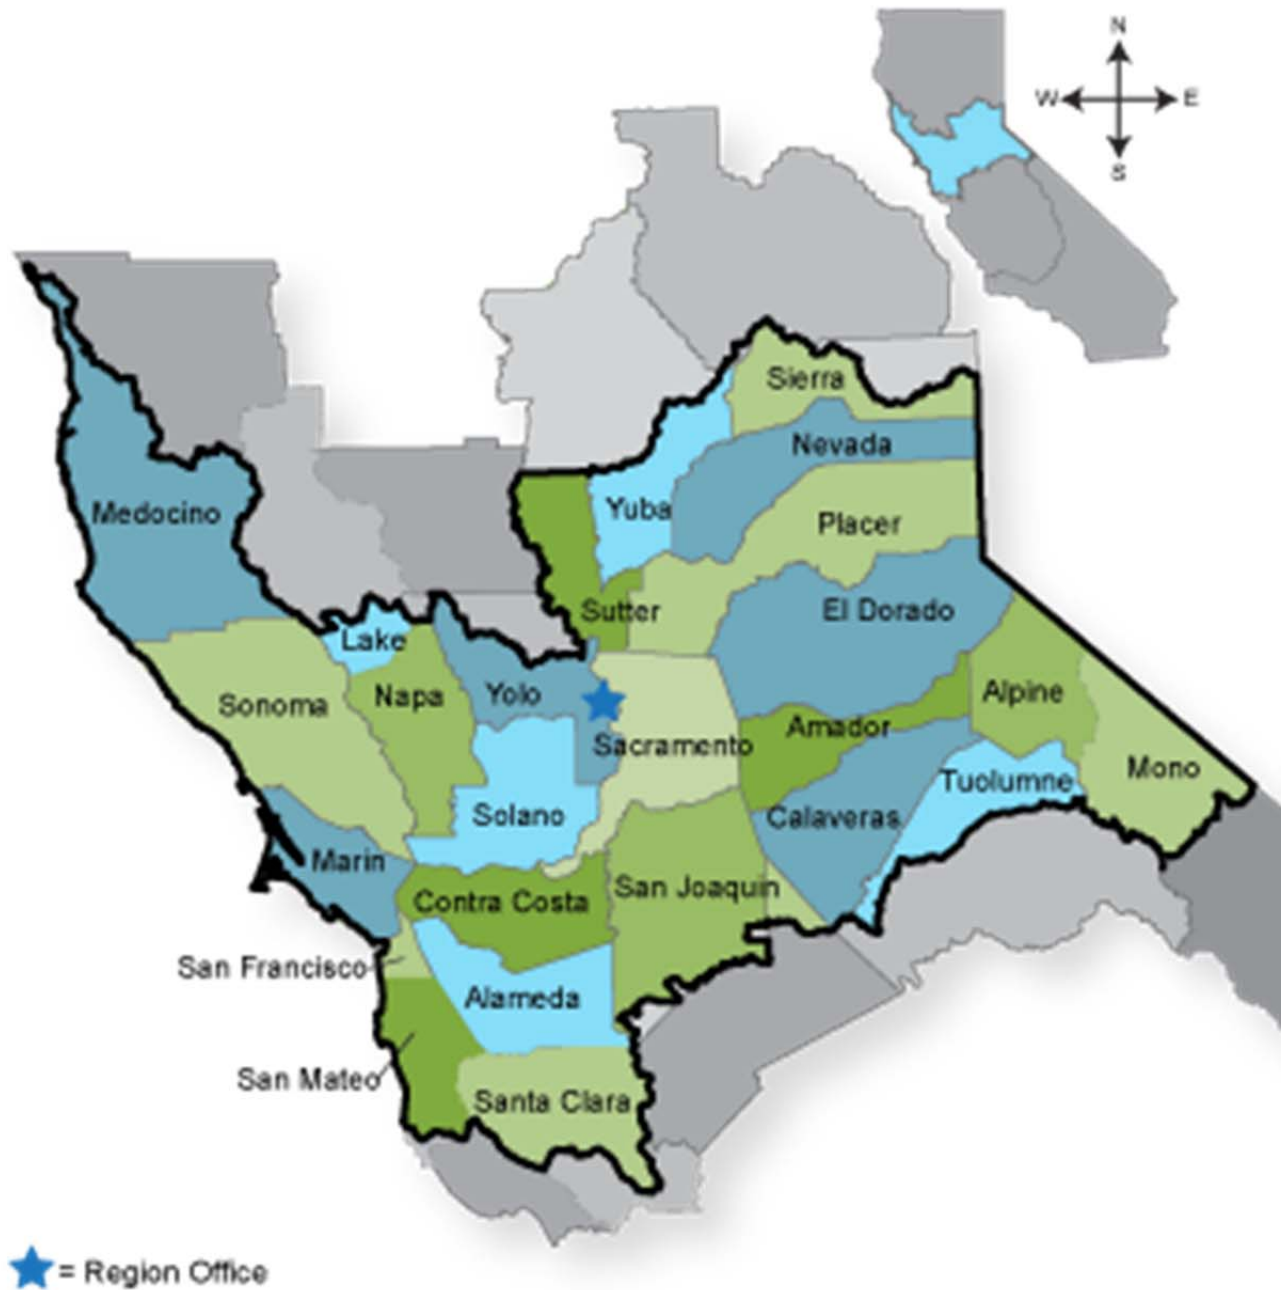 N
W E
S
Sierra
Nevada
Yuba
Medocino
Placer
Sutter
El Dorado
Lake
Sonoma
Napa
Yolo
Alpine
Amador
Sacramento
Mono
Tuolumne
Solano
Calaveras
Marin
San Joaquin
Contra Costa
San Francisco
Alameda
San Mateo
Santa Clara
= Region Office